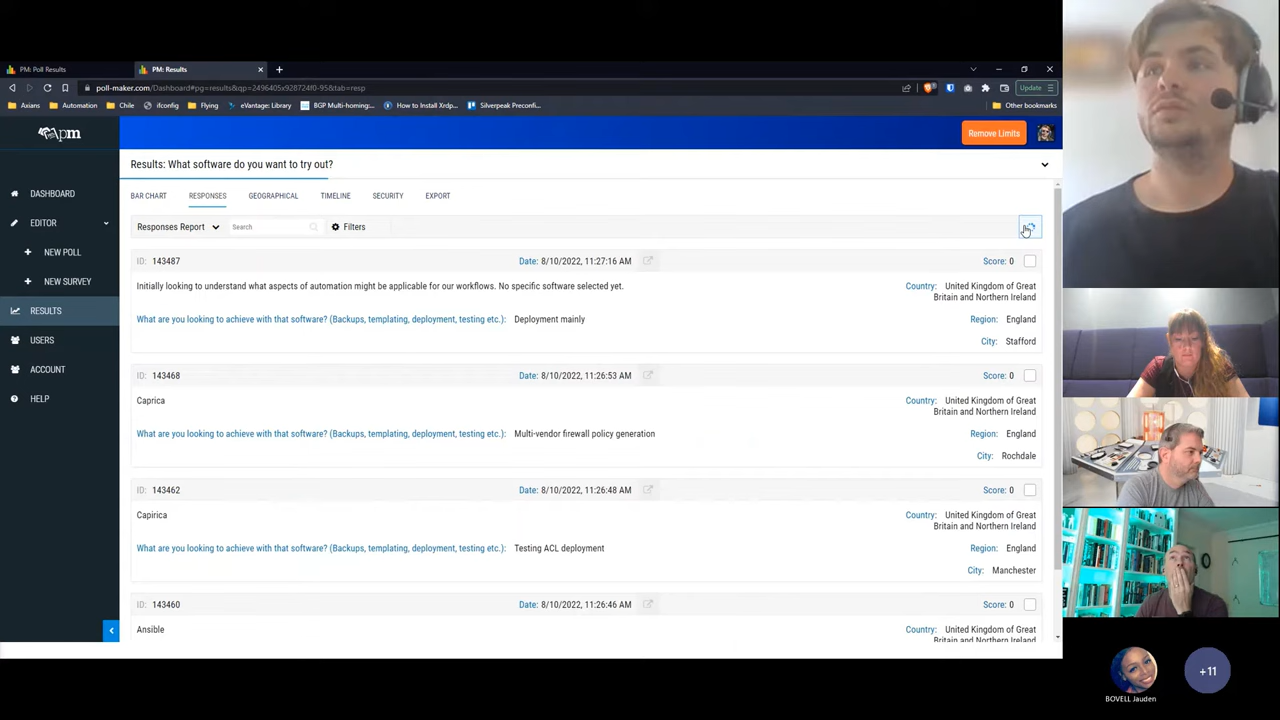 PM: Poll Results
PM: Results
poll-maker.com/Dashboard#pg=results&qp=2496405x928724f0-95&tab=resp
Update
Axians
Automation
Chile
ifconfig
Flying
eVantage: Library
BGP Multi-homing:...
How to Install Xrdp...
Silverpeak Preconfi...
Other bookmarks
pm
Remove Limits
Results: What software do you want to try out?
DASHBOARD
EDITOR
NEW POLL
NEW SURVEY
RESULTS
USERS
ACCOUNT
HELP
BAR CHART
RESPONSES
GEOGRAPHICAL
TIMELINE
SECURITY
EXPORT
Responses Report
Search
Filters
ID: 143487
Date: 8/10/2022, 11:27:16 AM
Score: 0
Initially looking to understand what aspects of automation might be applicable for our workflows. No specific software selected yet.
What are you looking to achieve with that software? (Backups, templating, deployment, testing etc.): Deployment mainly
Country: United Kingdom of Great
Britain and Northern Ireland
Region: England
City: Stafford
ID: 143468
Date: 8/10/2022, 11:26:53 AM
Score: 0
Caprica
What are you looking to achieve with that software? (Backups, templating, deployment, testing etc.): Multi-vendor firewall policy generation
Country: United Kingdom of Great
Britain and Northern Ireland
Region: England
City: Rochdale
ID: 143462
Date: 8/10/2022, 11:26:48 AM
Score: 0
Capirica
What are you looking to achieve with that software? (Backups, templating, deployment, testing etc.): Testing ACL deployment
Country: United Kingdom of Great
Britain and Northern Ireland
Region: England
City: Manchester
ID: 143460
Date: 8/10/2022, 11:26:46 AM
Score: 0
Ansible
Country: United Kingdom of Great
Britain and Northern Ireland
BOVELL Jauden
+11